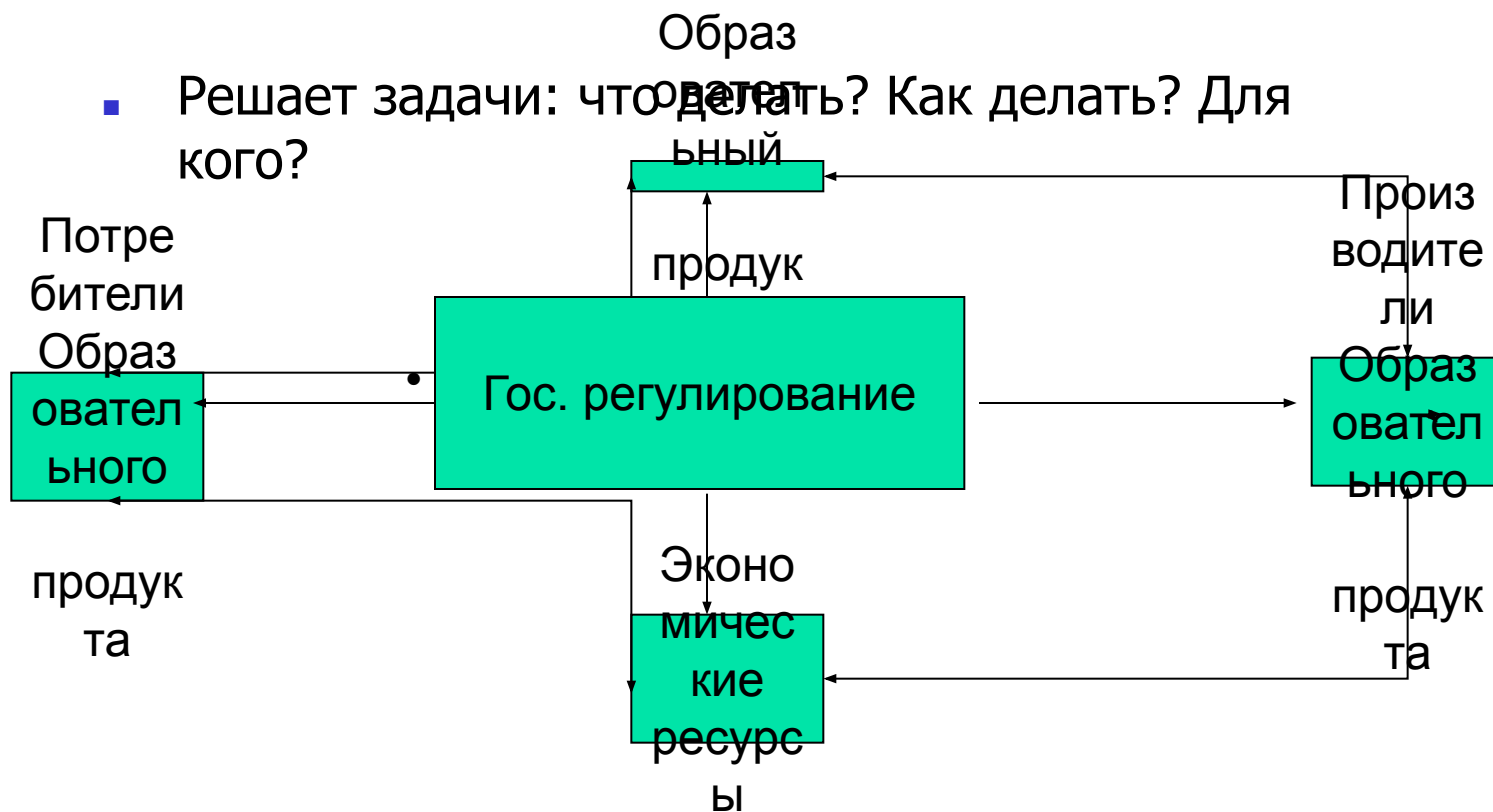 Решает задачи: что делать? Как делать? Для
кого?
Образ
овател
ьный
продук
Потре
бители
Образ
овател
ьного
продук
та
Гос. регулирование
Произ
водите
ли
Образ
овател
ьного
продук
та
Эконо
мичес
кие
ресурс
ы